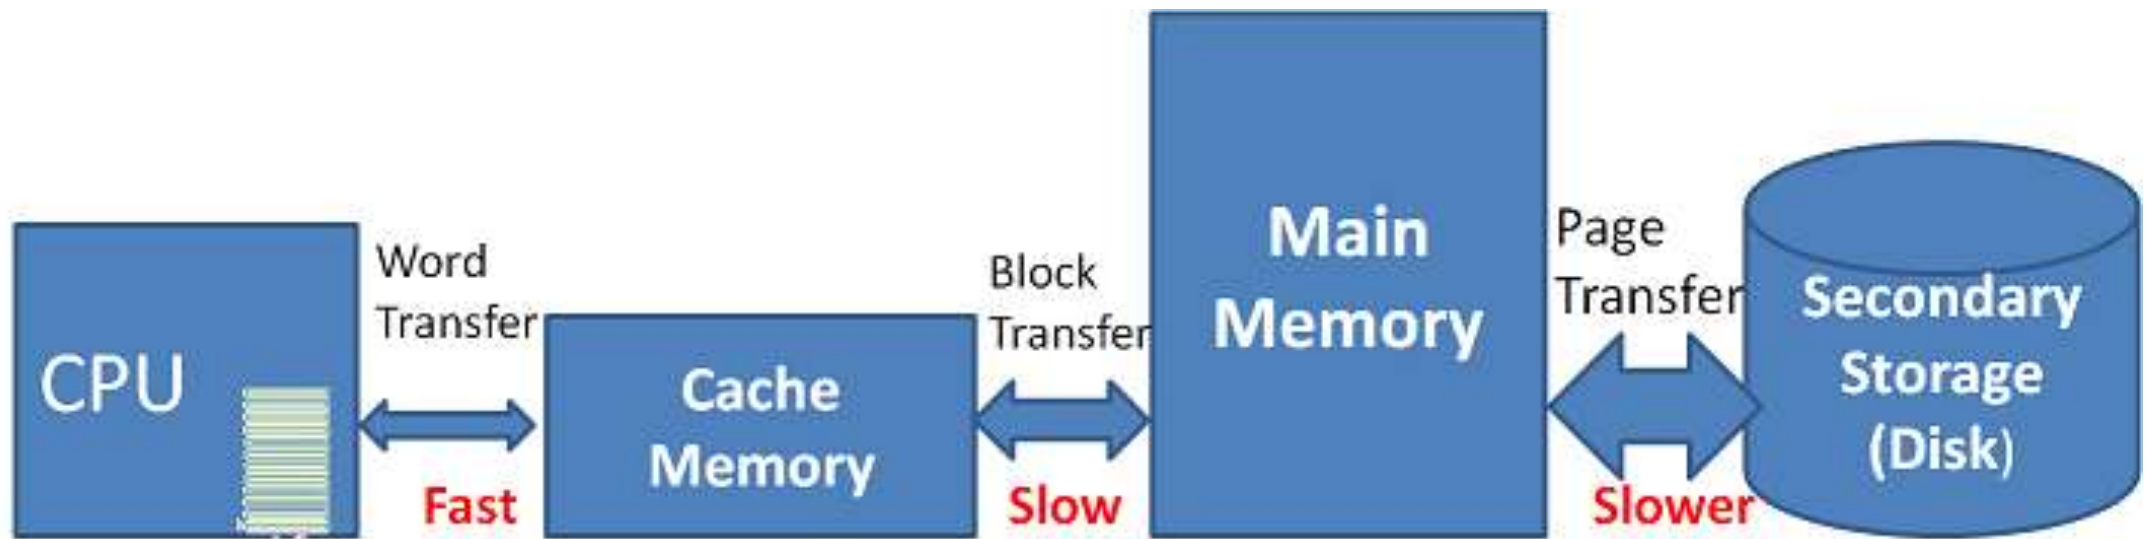 CPU
Word
Transfer
Fast
Cache
Memory
Block
Transfer
Slow
Main
Memory
Page
Transfer
Slower
Secondary
Storage
(Disk)